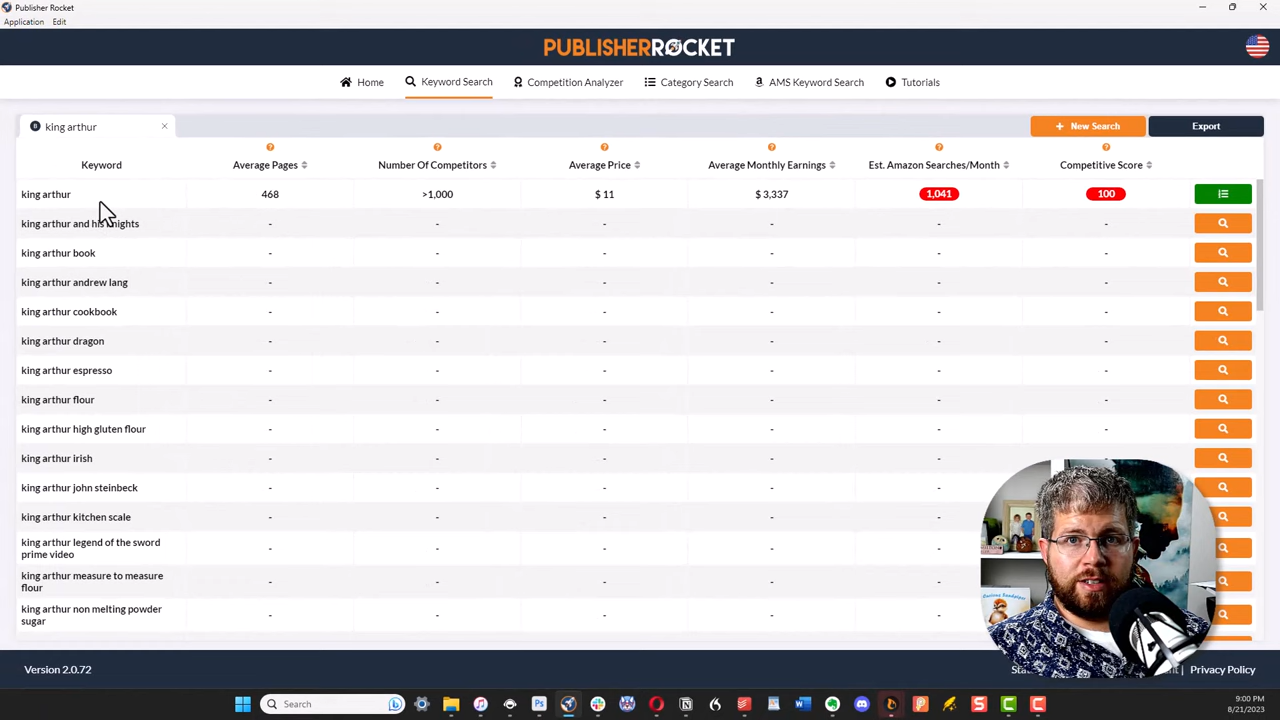 Publisher Rocket
Application Edit
PUBLISHERROCKET
Home Keyword Search Competition Analyzer Category Search AMS Keyword Search Tutorials
king arthur
+ New Search Export
Keyword Average Pages Number Of Competitors Average Price Average Monthly Earnings Est. Amazon Searches/Month Competitive Score
king arthur 468 >1,000 $ 11 $ 3,337 1,041 100
king arthur and his knights - - - - - -
king arthur book - - - - - -
king arthur andrew lang - - - - - -
king arthur cookbook - - - - - -
king arthur dragon - - - - - -
king arthur espresso - - - - - -
king arthur flour - - - - - -
king arthur high gluten flour - - - - - -
king arthur irish - - - - -
king arthur john steinbeck - - - - -
king arthur kitchen scale - - - - -
king arthur legend of the sword
prime video - - - - -
king arthur measure to measure
flour - - - - -
king arthur non melting powder
sugar - - - - -
Version 2.0.72 | Privacy Policy
Search
9:00 PM
8/21/2023